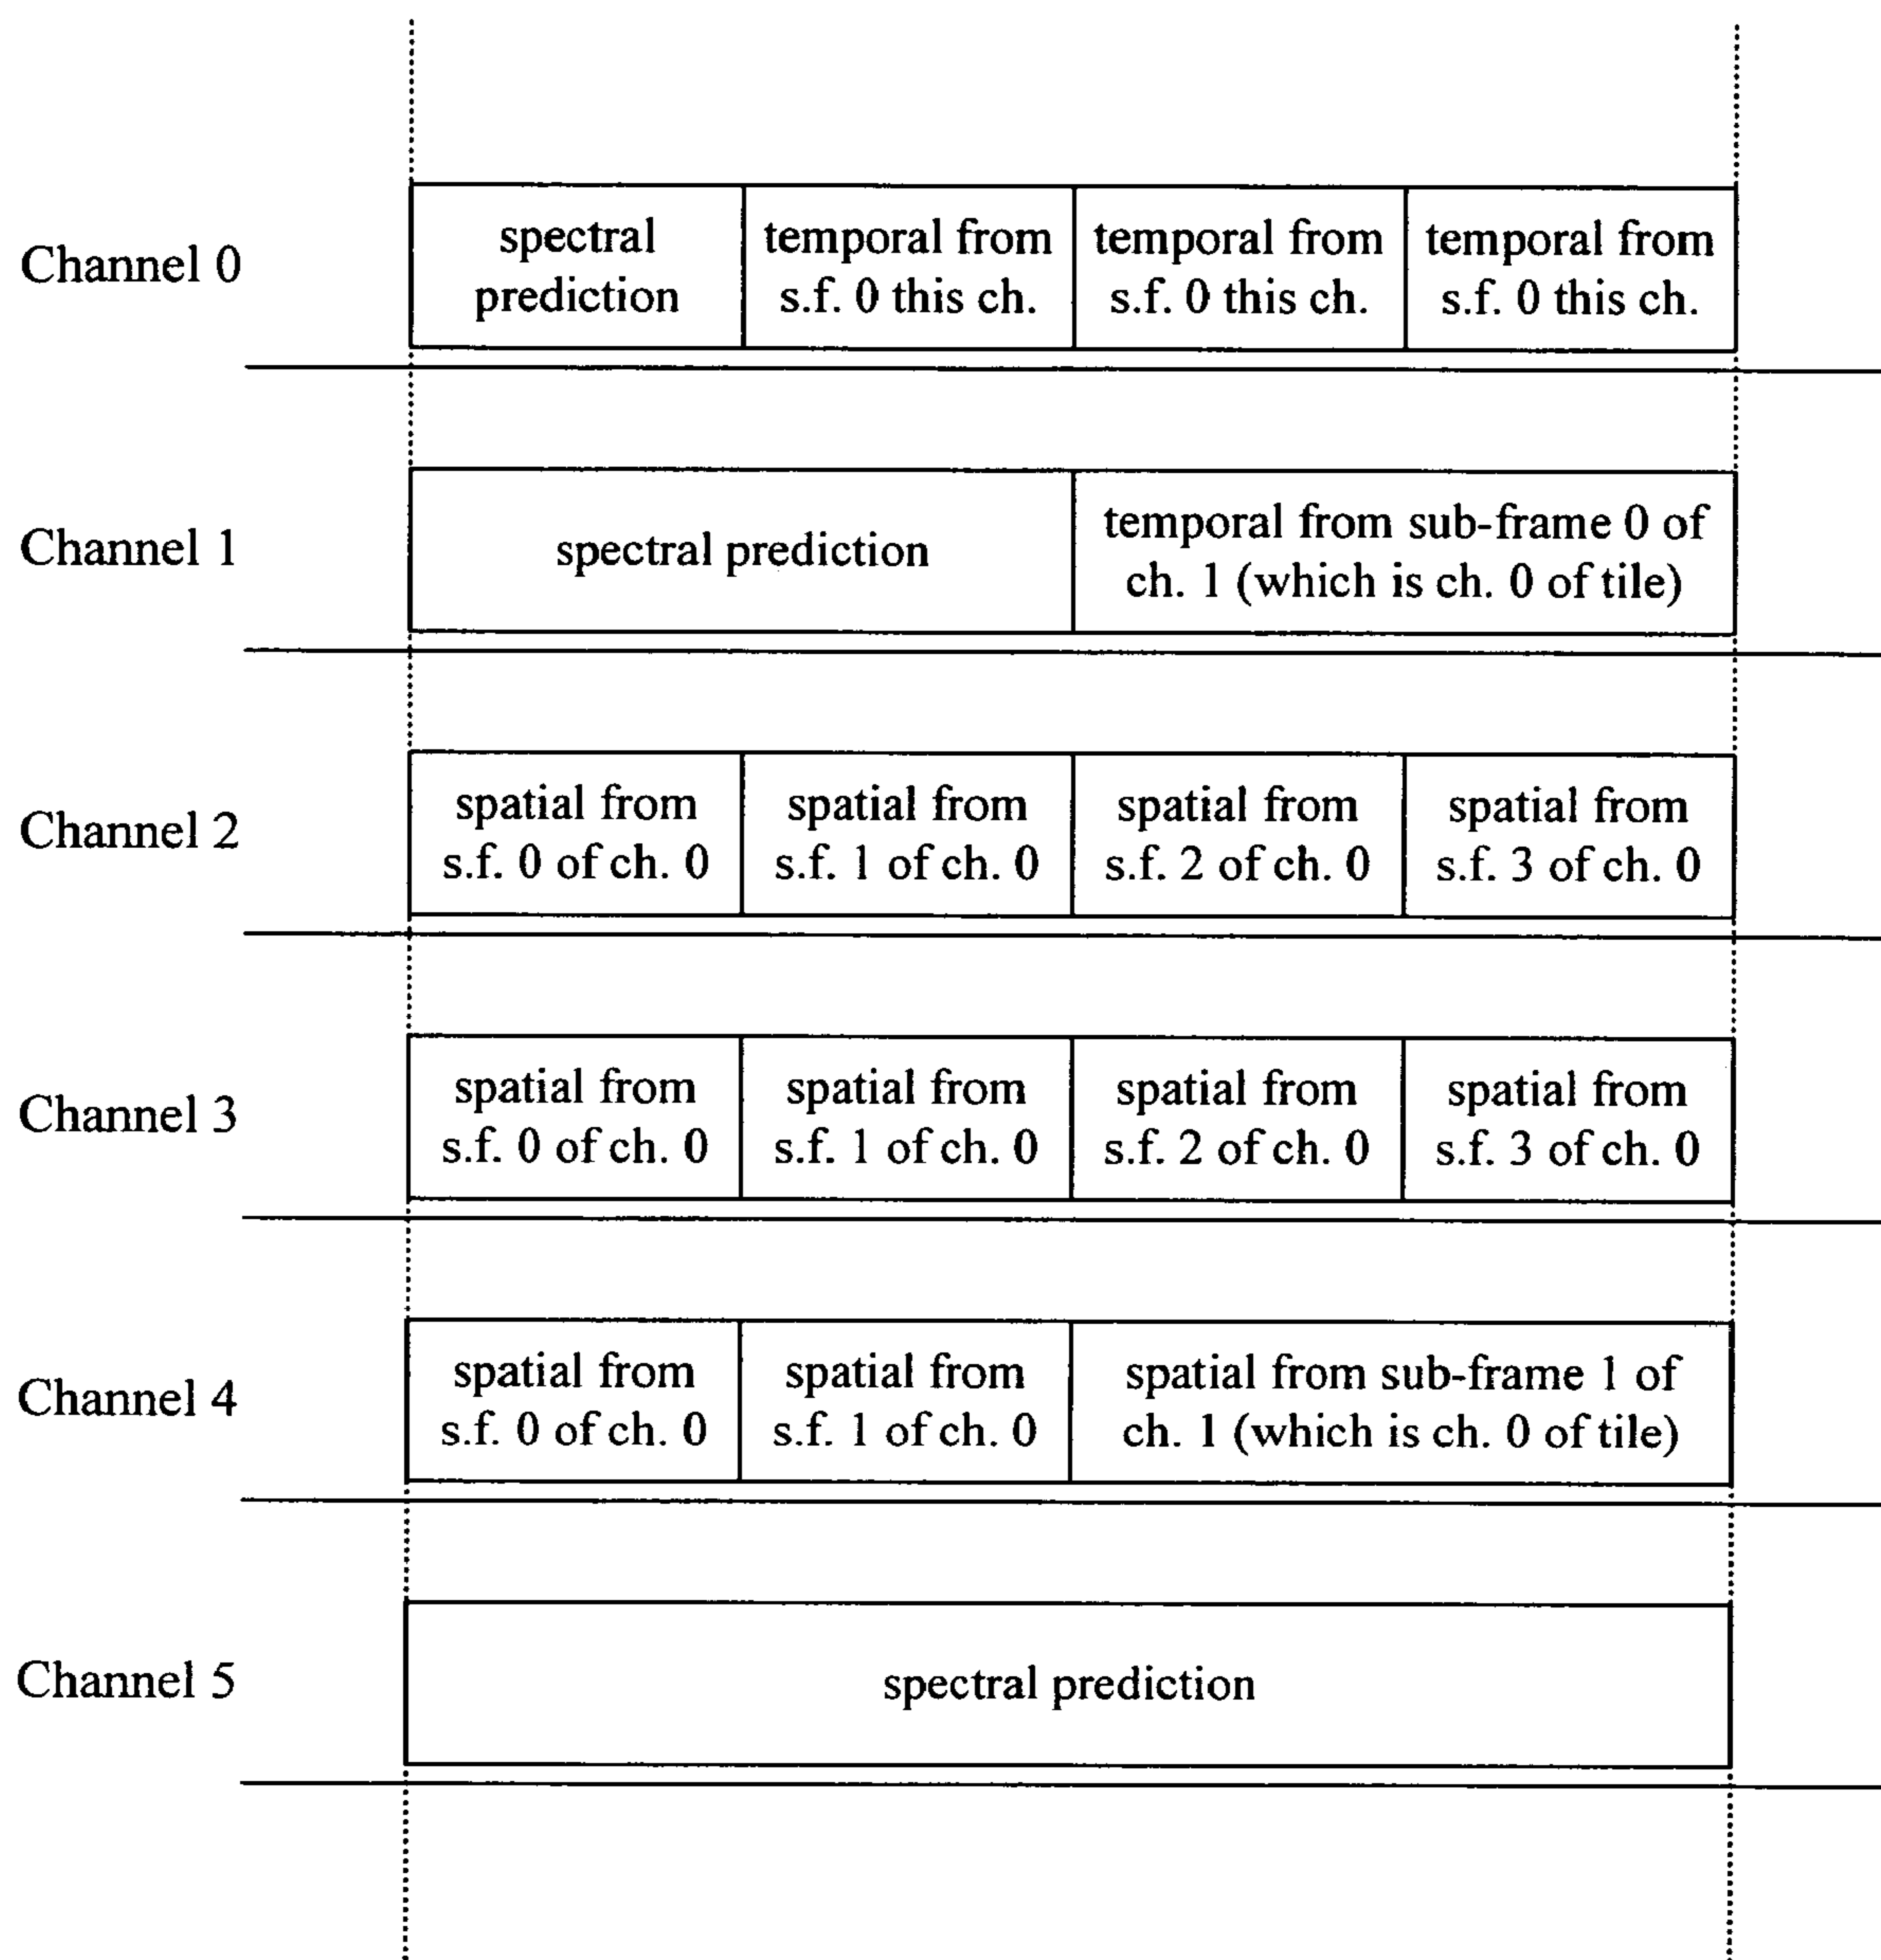 Channel 0
spectral
prediction
temporal from
s.f. 0 this ch.
temporal from
s.f. 0 this ch.
temporal from
s.f. 0 this ch.
Channel 1
spectral prediction
temporal from sub-frame 0 of
ch. 1 (which is ch. 0 of tile)
Channel 2
spatial from
s.f. 0 of ch. 0
spatial from
s.f. 1 of ch. 0
spatial from
s.f. 2 of ch. 0
spatial from
s.f. 3 of ch. 0
Channel 3
spatial from
s.f. 0 of ch. 0
spatial from
s.f. 1 of ch. 0
spatial from
s.f. 2 of ch. 0
spatial from
s.f. 3 of ch. 0
Channel 4
spatial from
s.f. 0 of ch. 0
spatial from
s.f. 1 of ch. 0
spatial from sub-frame 1 of
ch. 1 (which is ch. 0 of tile)
Channel 5
spectral prediction